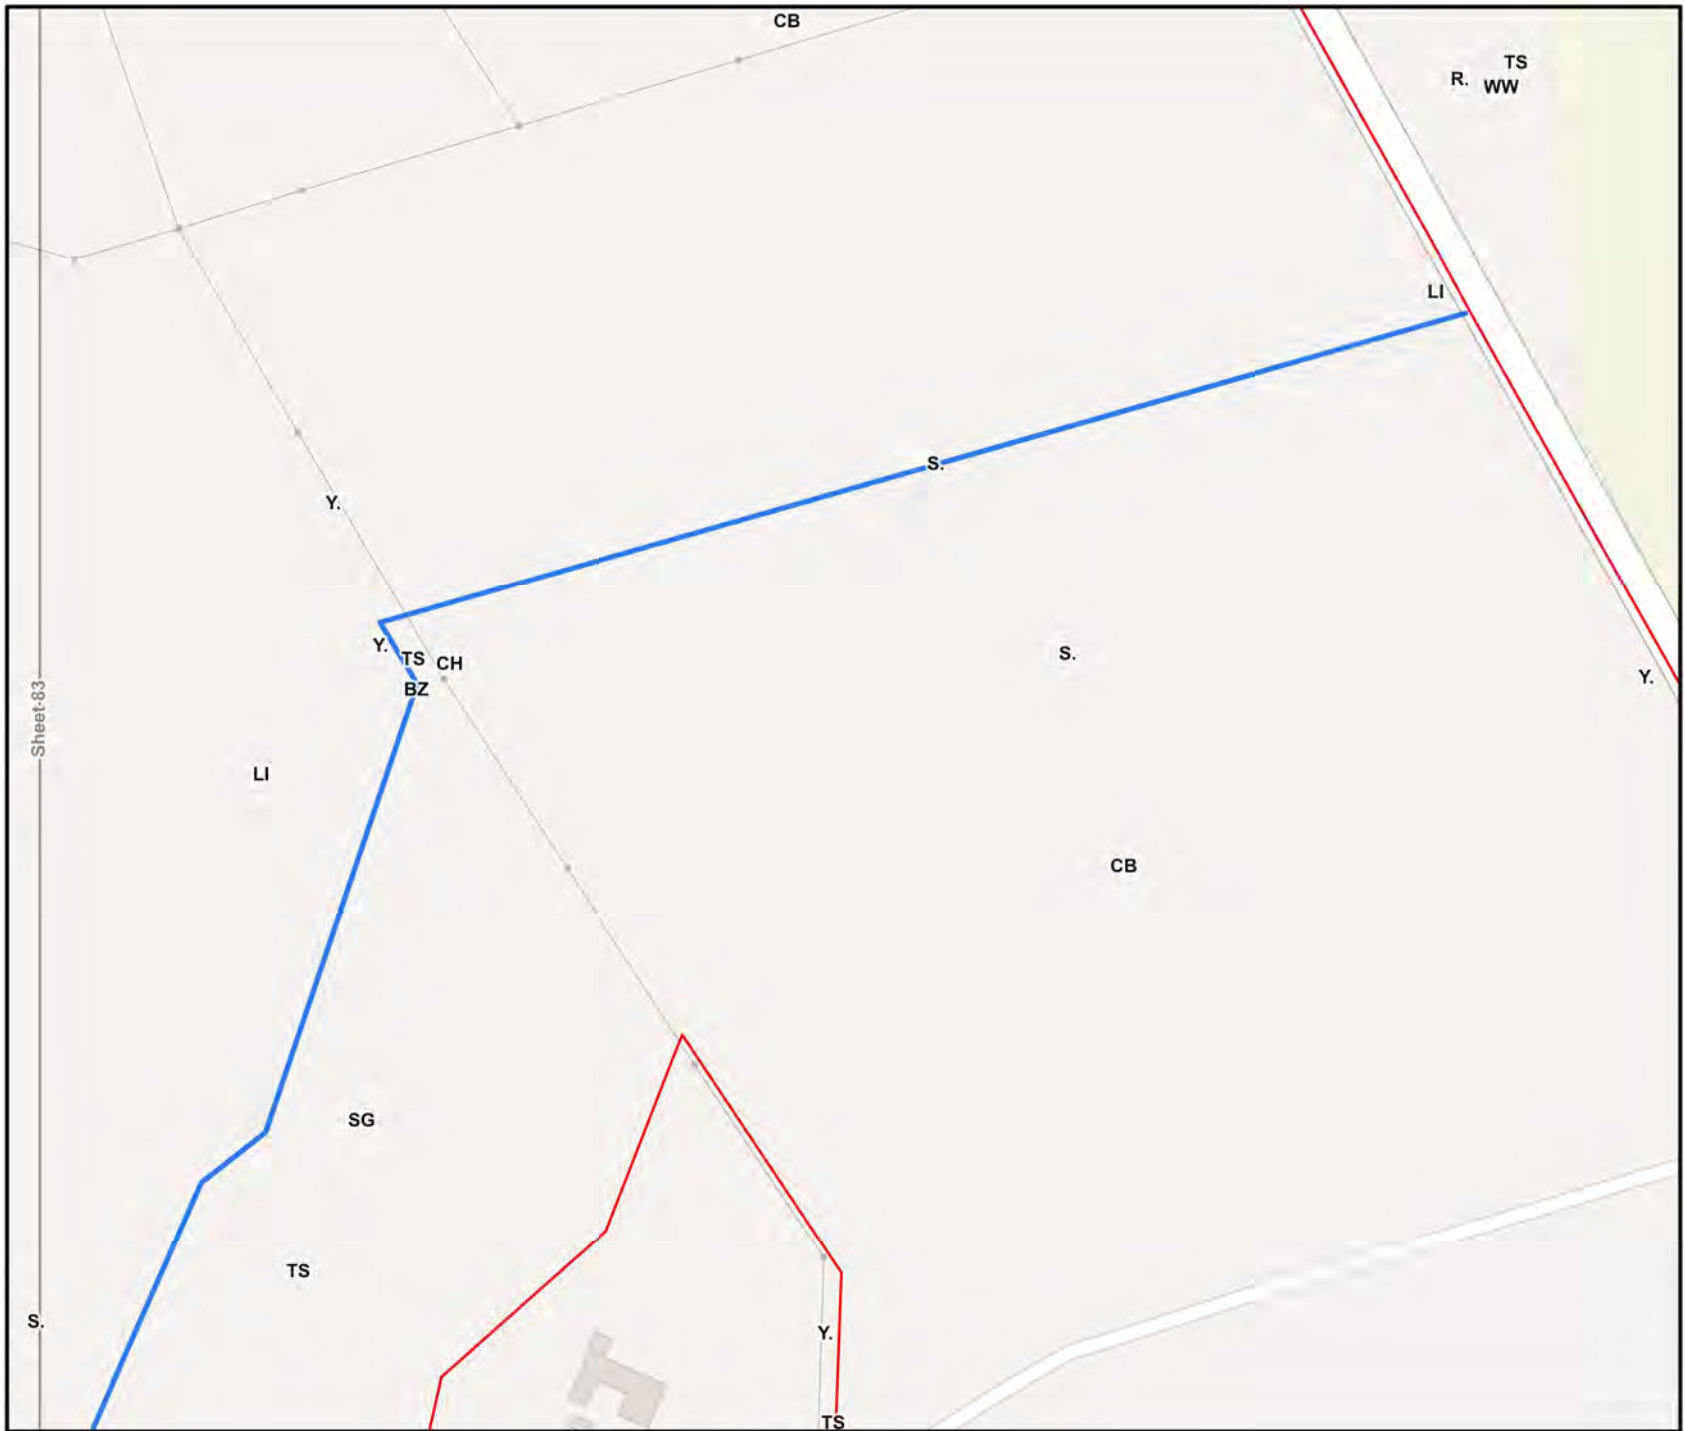 CB
TS
R. WW
LI
S.
Y.
Y. TS CH
BZ
S.
Y.
Sheet 83
LI
CB
SG
TS
S.
Y.
TS